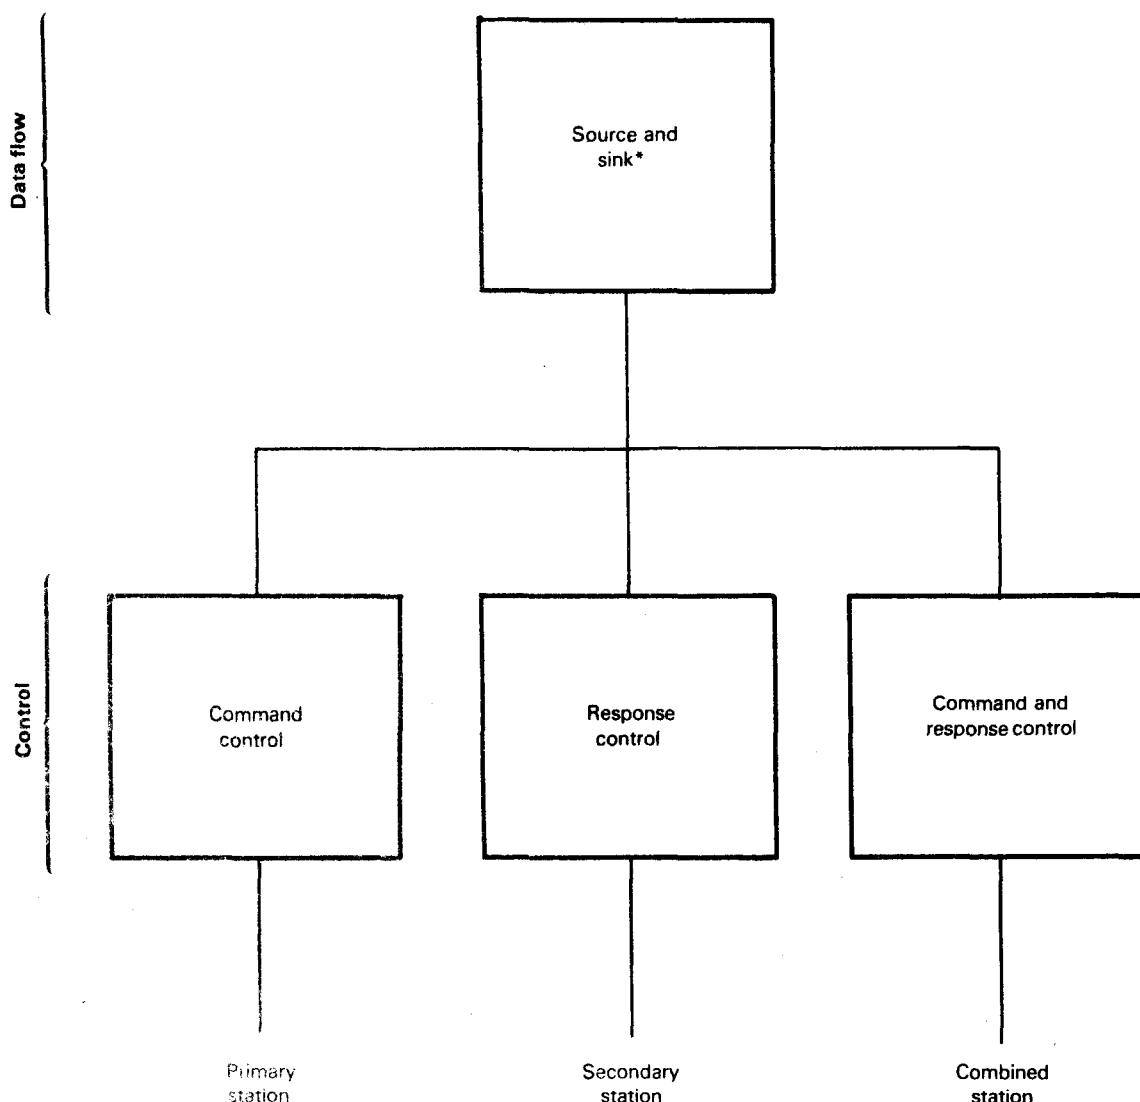 Data flow
Source and
sink*
Control
Command
control
Response
control
Command and
response control
Primary
station
Secondary
station
Combined
station